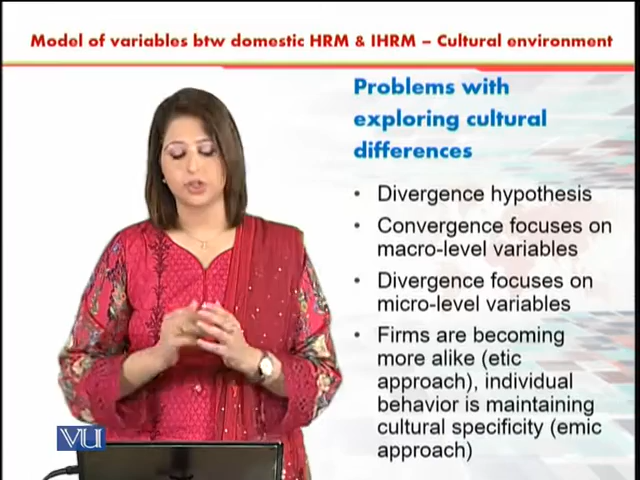 Model of variables btw domestic HRM & IHRM – Cultural environment
Problems with
exploring cultural
differences
• Divergence hypothesis
• Convergence focuses on
macro-level variables
• Divergence focuses on
micro-level variables
• Firms are becoming
more alike (etic
approach), individual
behavior is maintaining
cultural specificity (emic
approach)
VU